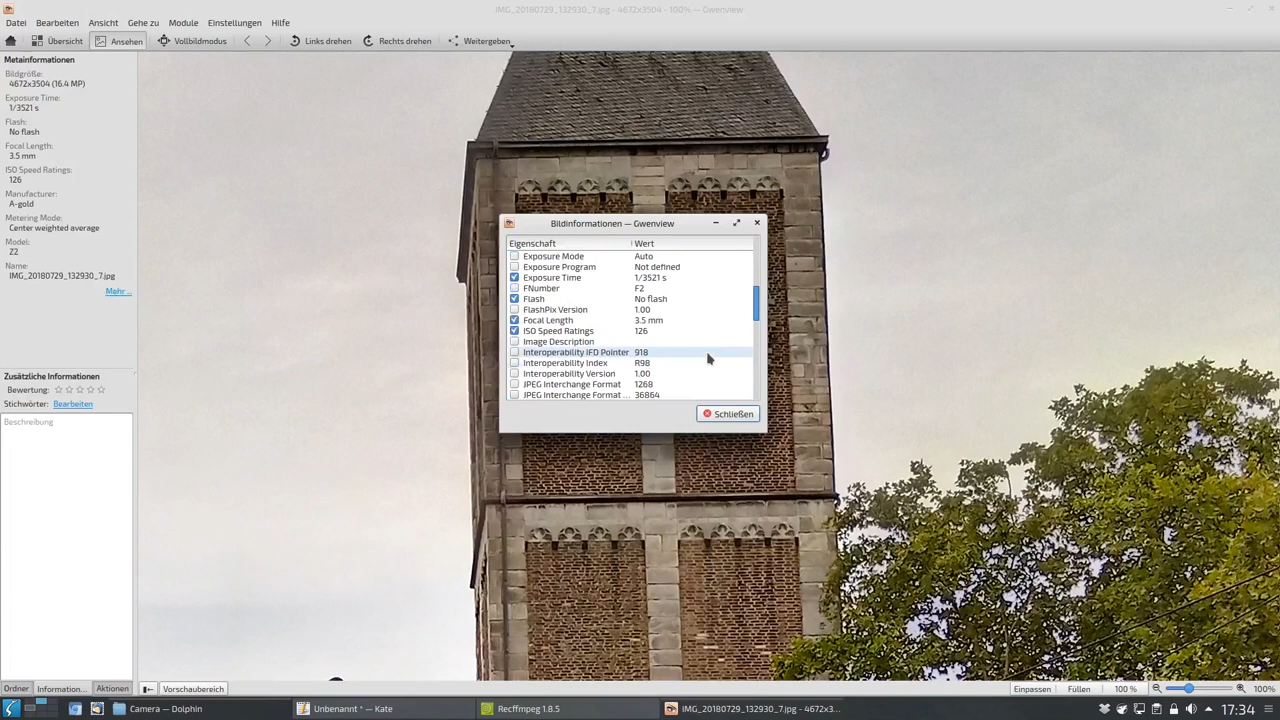 IMG_20180729_132930_7.jpg - 4672x3504 - 100% — Gwenview
Datei Bearbeiten Ansicht Gehe zu Module Einstellungen Hilfe
Übersicht Ansehen Vollbildmodus Links drehen Rechts drehen Weitergeben
Metainformationen
Bildgröße:
4672x3504 (16.4 MP)
Exposure Time:
1/3521 s
Flash:
No flash
Focal Length:
3.5 mm
ISO Speed Ratings:
126
Manufacturer:
A-gold
Metering Mode:
Center weighted average
Model:
Z2
Name:
IMG_20180729_132930_7.jpg
Mehr ...
Zusätzliche Informationen
Bewertung:
Stichwörter: Bearbeiten
Beschreibung
Bildinformationen — Gwenview
Eigenschaft Wert
Exposure Mode Auto
Exposure Program Not defined
Exposure Time 1/3521 s
FNumber F2
Flash No flash
FlashPix Version 1.00
Focal Length 3.5 mm
ISO Speed Ratings 126
Image Description
Interoperability IFD Pointer 918
Interoperability Index R98
Interoperability Version 1.00
JPEG Interchange Format 1268
JPEG Interchange Format ... 36864
Schließen
Ordner Information... Aktionen Vorschaubereich Einpassen Füllen 100 % 100%
Camera — Dolphin Unbenannt * — Kate Recffmpeg 1.8.5 IMG_20180729_132930_7.jpg - 4672x3... 17:34